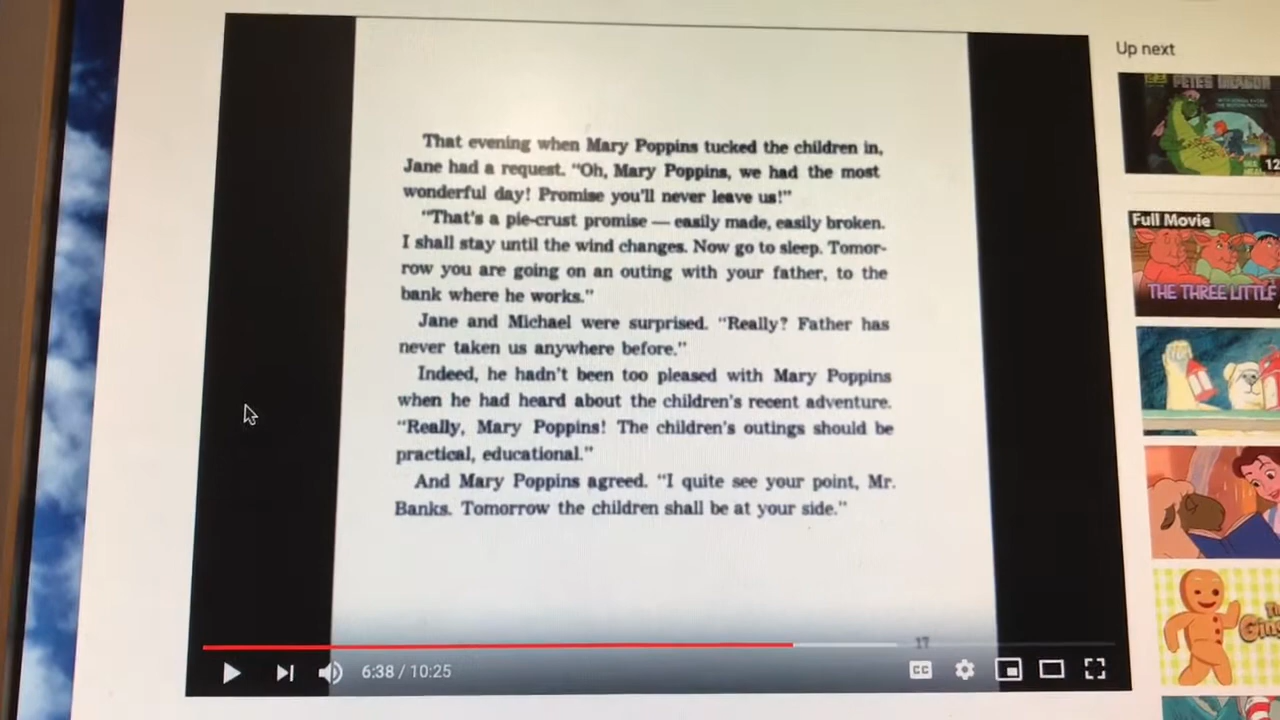 Up next
PETE'S DRAGON
12
That evening when Mary Poppins tucked the children in,
Jane had a request. "Oh, Mary Poppins, we had the most
wonderful day! Promise you'll never leave us!"
"That's a pie-crust promise — easily made, easily broken.
I shall stay until the wind changes. Now go to sleep. Tomor-
row you are going on an outing with your father, to the
bank where he works."
Jane and Michael were surprised. "Really? Father has
never taken us anywhere before."
Indeed, he hadn't been too pleased with Mary Poppins
when he had heard about the children's recent adventure.
"Really, Mary Poppins! The children's outings should be
practical, educational."
And Mary Poppins agreed. "I quite see your point, Mr.
Banks. Tomorrow the children shall be at your side."
17
6:38 / 10:25
CC
Full Movie
THE THREE LITTLE